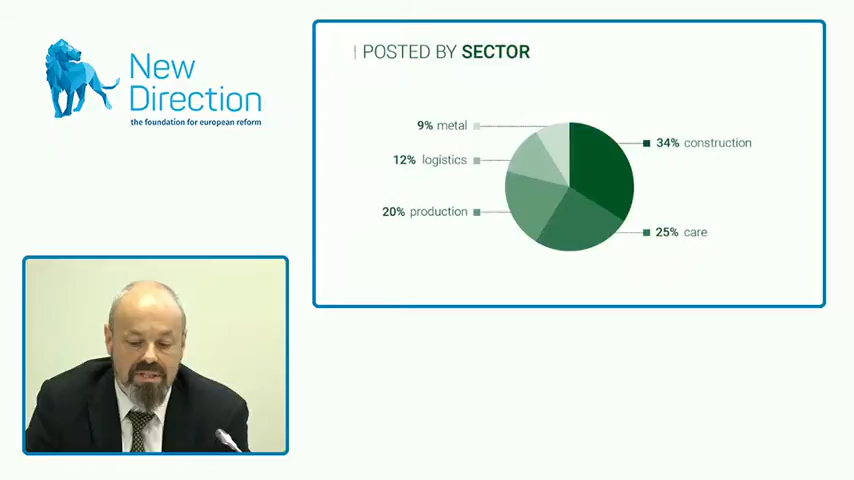 New
Direction
the foundation for european reform
POSTED BY SECTOR
9% metal
12% logistics
20% production
34% construction
25% care